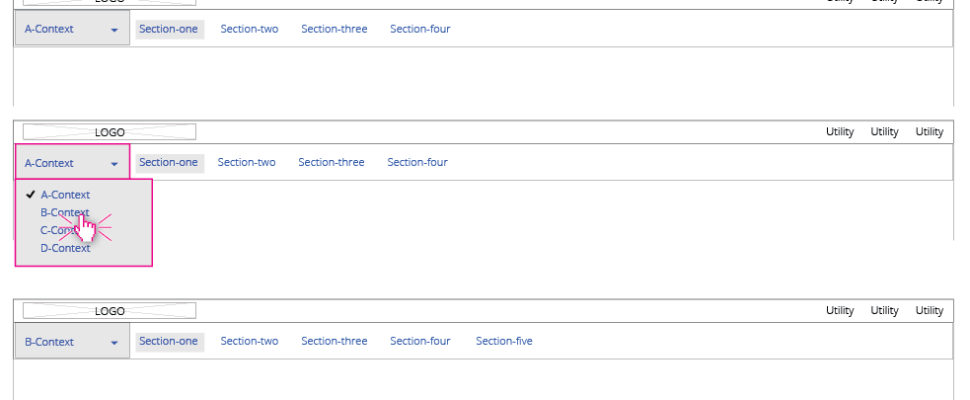 LOGO Utility Utility Utility
A-Context Section-one Section-two Section-three Section-four
LOGO Utility Utility Utility
A-Context Section-one Section-two Section-three Section-four
A-Context
B-Context
C-Context
D-Context
LOGO Utility Utility Utility
B-Context Section-one Section-two Section-three Section-four Section-five